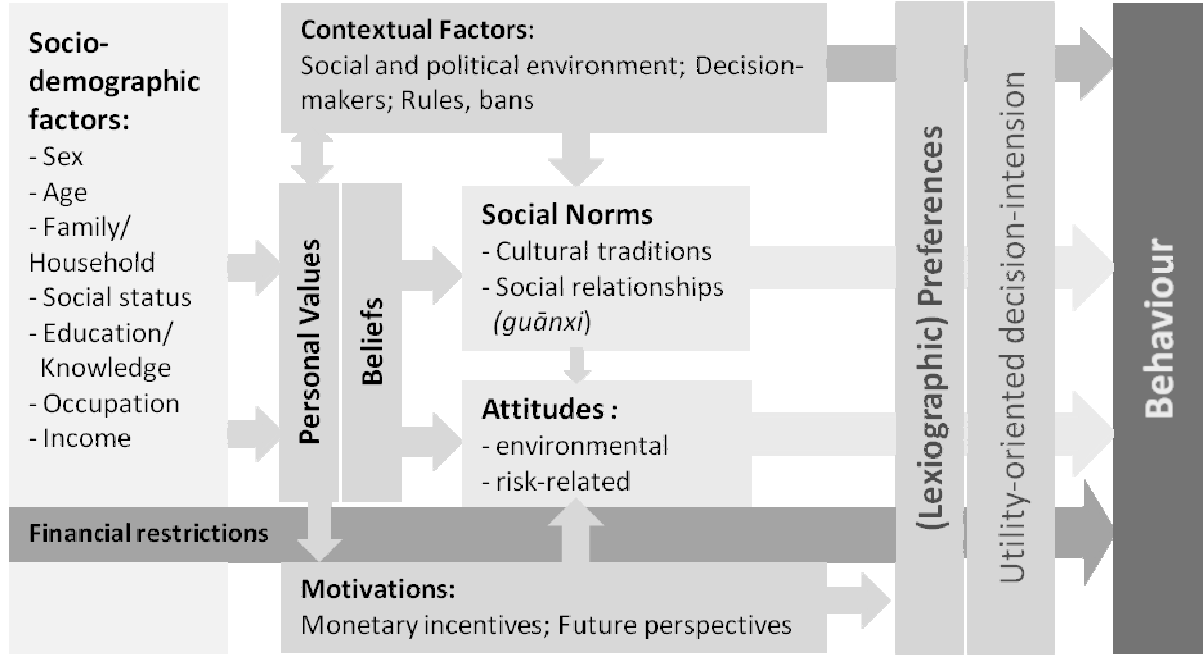 Socio-
demographic
factors:
- Sex
- Age
- Family/
Household
- Social status
- Education/
Knowledge
- Occupation
- Income
Financial restrictions
Contextual Factors:
Social and political environment; Decision-
makers; Rules, bans
Personal Values
Beliefs
Social Norms
- Cultural traditions
- Social relationships
(guānxi)
Attitudes :
- environmental
- risk-related
Motivations:
Monetary incentives; Future perspectives
(Lexiographic) Preferences
Utility-oriented decision-intension
Behaviour